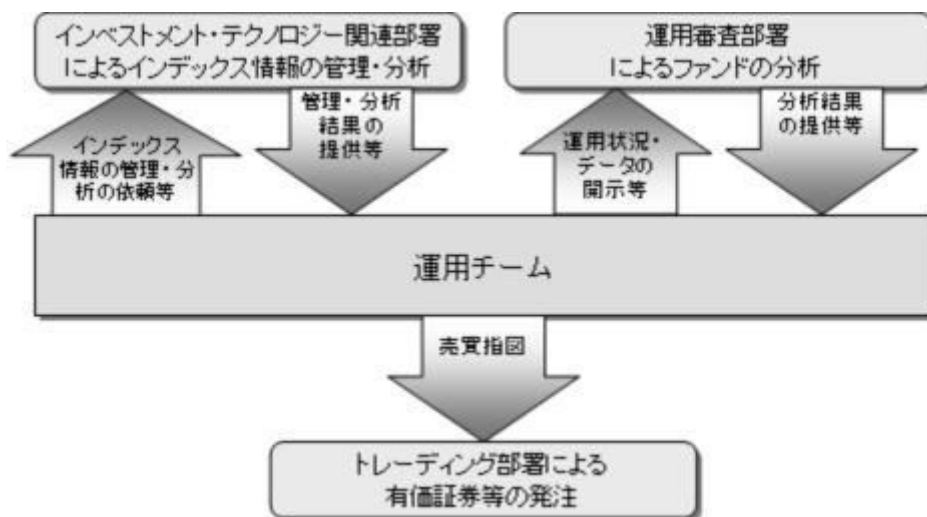 インベストメント・テクノロジー関連部署
によるインデックス情報の管理・分析
運用審査部署
によるファンドの分析
インデックス
情報の管理・分
析の依頼等
管理・分析
結果の
提供等
運用状況・
データの
開示等
分析結果
の提供等
運用チーム
売買指図
トレーディング部署による
有価証券等の発注